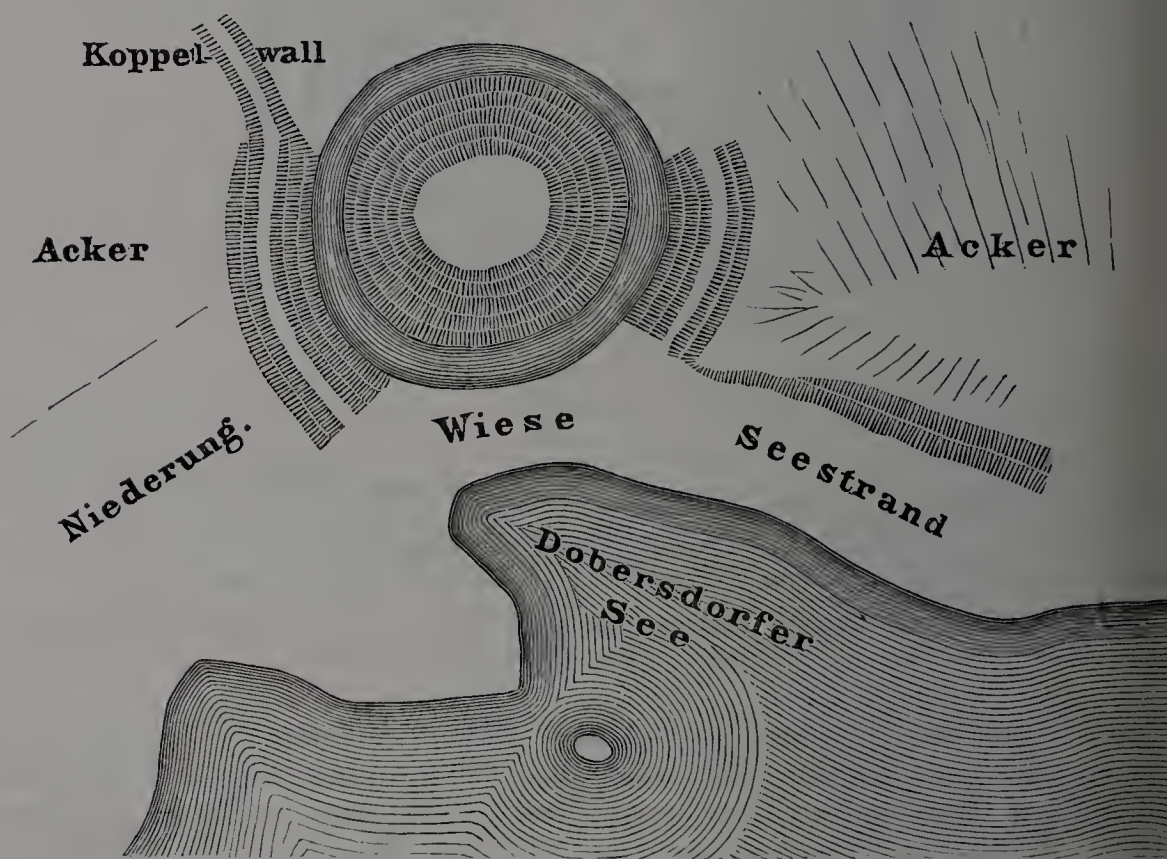 Koppel-wall
Acker
Acker
Niederung.
Wiese
Seestrand
Dobersdorfer
See